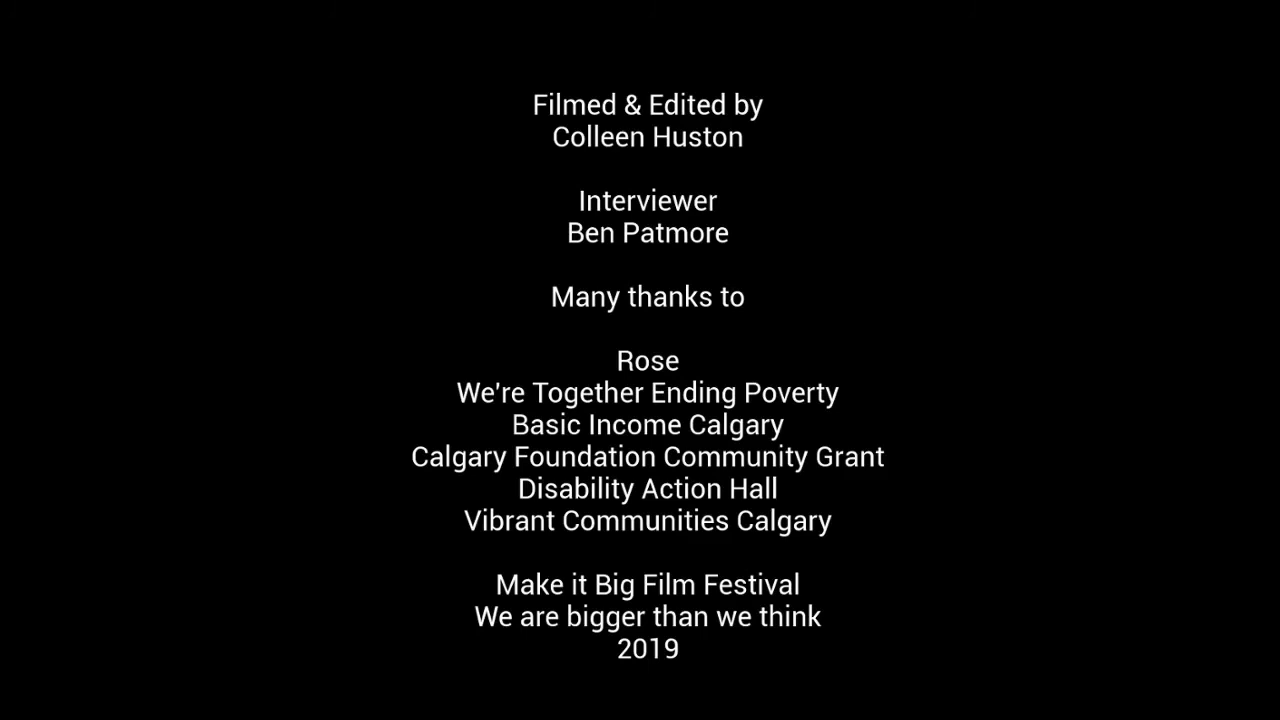 Filmed & Edited by
Colleen Huston
Interviewer
Ben Patmore
Many thanks to
Rose
We're Together Ending Poverty
Basic Income Calgary
Calgary Foundation Community Grant
Disability Action Hall
Vibrant Communities Calgary
Make it Big Film Festival
We are bigger than we think
2019